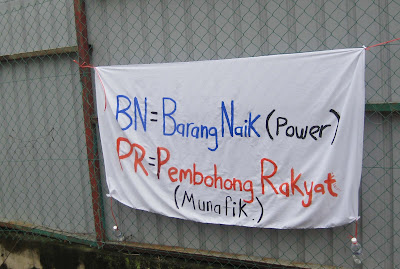 BN = Barang Naik (Power)
PR = Pembohong Rakyat
(Munafik.)